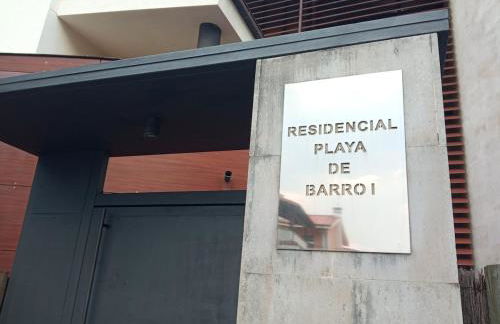 RESIDENCIAL
PLAYA
DE
BARRO I